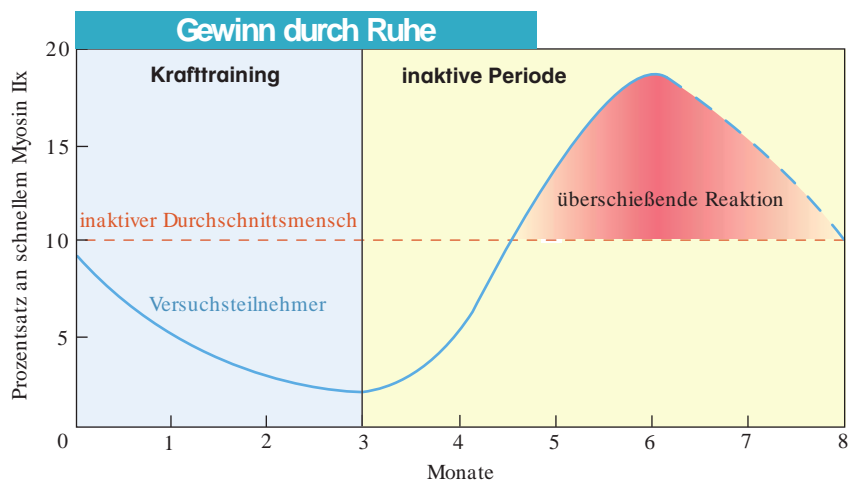 Gewinn durch Ruhe
20
Krafttraining
inaktive Periode
Prozentsatz an schnellem Myosin IIx
15
überschießende Reaktion
inaktiver Durchschnittsmensch
10
Versuchsteilnehmer
5
0
1
2
3
4
5
6
7
8
Monate